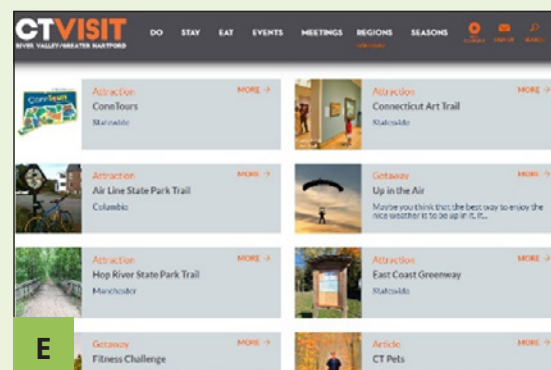 CTVISIT
RIVER VALLEY/GREATER HARTFORD
DO STAY EAT EVENTS MEETINGS REGIONS SEASONS
SIGN UP SEARCH
Attraction MORE →
ConnTours
Statewide
Attraction MORE →
Connecticut Art Trail
Statewide
Attraction MORE →
Air Line State Park Trail
Columbia
Getaway MORE →
Up in the Air
Maybe you think that the best way to enjoy the
nice weather is to be up in it. It...
Attraction MORE →
Hop River State Park Trail
Manchester
Attraction MORE →
East Coast Greenway
Statewide
Getaway MORE →
Fitness Challenge
Article MORE →
CT Pets
E